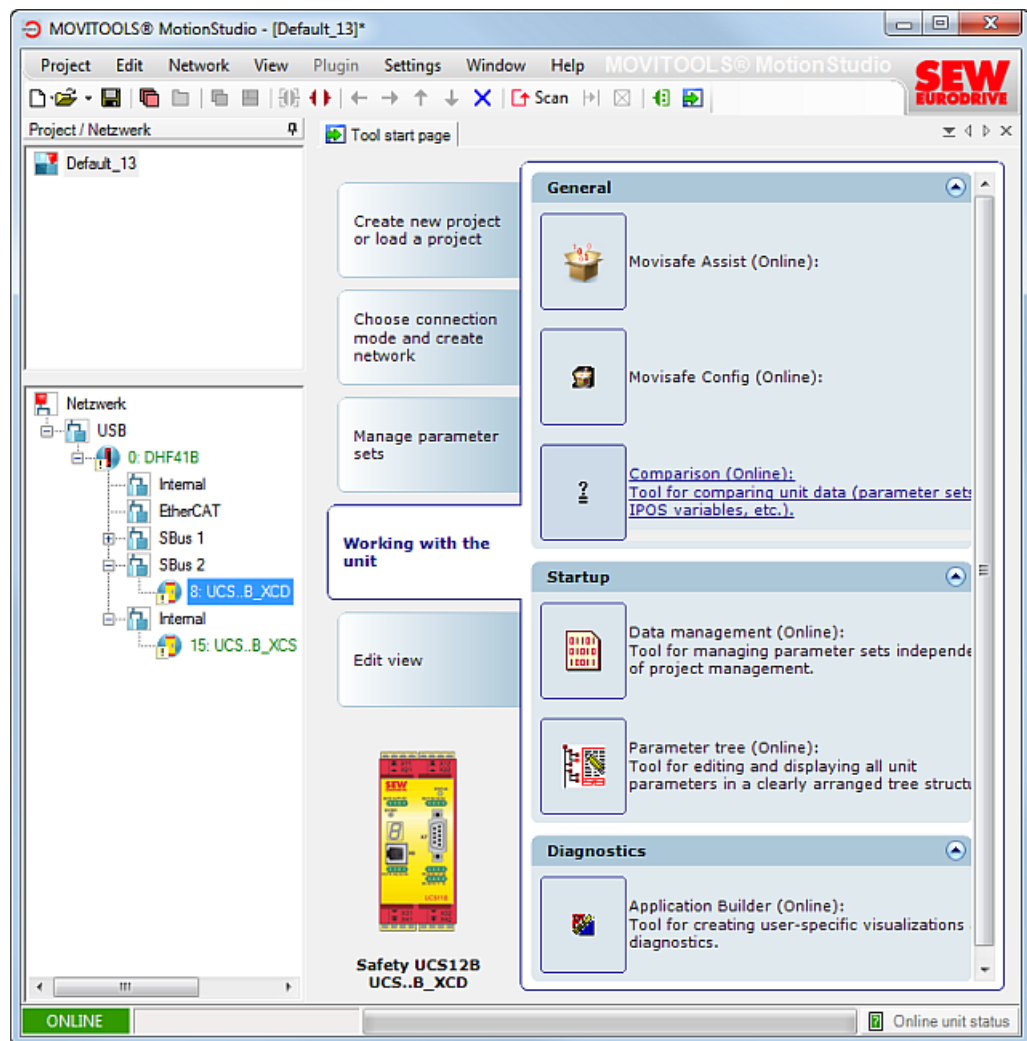 MOVITOOLS® MotionStudio - [Default_13]*
Project Edit Network View Plugin Settings Window Help MOVITOOLS® MotionStudio
SEW
EURODRIVE
Scan
Project / Netzwerk
Tool start page
Default_13
Netzwerk
USB
0: DHF41B
Internal
EtherCAT
SBus 1
SBus 2
8: UCS..B_XCD
Internal
15: UCS..B_XCS
Create new project
or load a project
Choose connection
mode and create
network
Manage parameter
sets
Working with the
unit
Edit view
SEW
Safety UCS12B
UCS..B_XCD
General
Movisafe Assist (Online):
Movisafe Config (Online):
Comparison (Online):
Tool for comparing unit data (parameter sets
IPOS variables, etc.).
Startup
Data management (Online):
Tool for managing parameter sets independe
of project management.
Parameter tree (Online):
Tool for editing and displaying all unit
parameters in a clearly arranged tree structu
Diagnostics
Application Builder (Online):
Tool for creating user-specific visualizations
diagnostics.
ONLINE
Online unit status